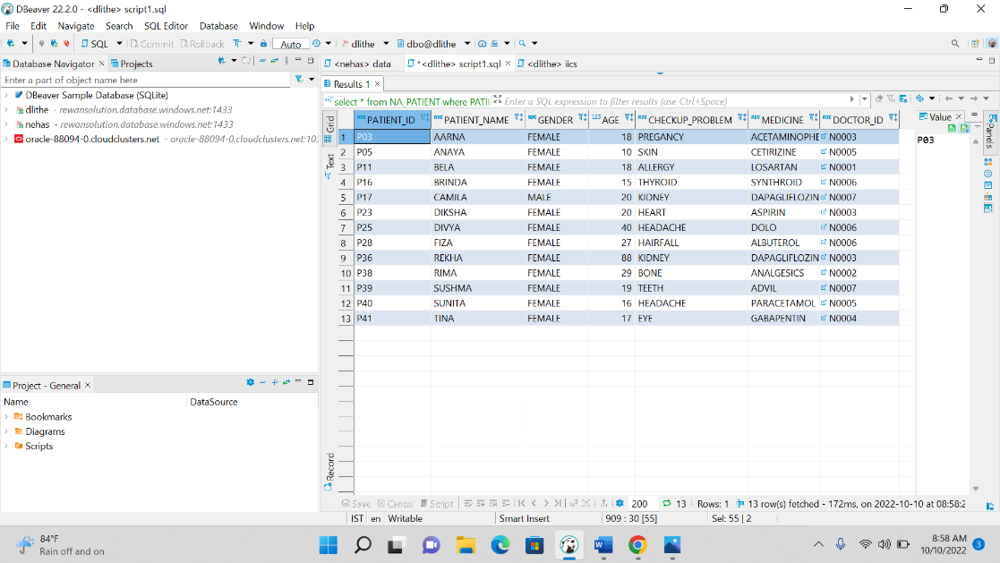 DBeaver 22.2.0 - <dlithe> script1.sql
File Edit Navigate Search SQL Editor Database Window Help
SQL Commit Rollback Auto dlithe dbo@dlithe
Database Navigator Projects
<nehas> data *<dlithe> script1.sql <dlithe> iics
Enter a part of object name here
DBeaver Sample Database (SQLite)
dlithe - rewansolution.database.windows.net:1433
nehas - rewansolution.database.windows.net:1433
oracle-88094-0.cloudclusters.net - oracle-88094-0.cloudclusters.net:10.
Results 1
select * from NA_PATIENT where PATII Enter a SQL expression to filter results (use Ctrl+Space)
Grid
Text
Record
PATIENT_ID PATIENT_NAME GENDER AGE CHECKUP_PROBLEM MEDICINE DOCTOR_ID
1 P03 AARNA FEMALE 18 PREGANCY ACETAMINOPHE N0003
2 P05 ANAYA FEMALE 10 SKIN CETIRIZINE N0005
3 P11 BELA FEMALE 18 ALLERGY LOSARTAN N0001
4 P16 BRINDA FEMALE 15 THYROID SYNTHROID N0006
5 P17 CAMILA MALE 20 KIDNEY DAPAGLIFLOZIN N0007
6 P23 DIKSHA FEMALE 20 HEART ASPIRIN N0003
7 P25 DIVYA FEMALE 40 HEADACHE DOLO N0006
8 P28 FIZA FEMALE 27 HAIRFALL ALBUTEROL N0006
9 P36 REKHA FEMALE 88 KIDNEY DAPAGLIFLOZIN N0003
10 P38 RIMA FEMALE 29 BONE ANALGESICS N0002
11 P39 SUSHMA FEMALE 19 TEETH ADVIL N0007
12 P40 SUNITA FEMALE 16 HEADACHE PARACETAMOL N0005
13 P41 TINA FEMALE 17 EYE GABAPENTIN N0004
Value
P03
Panels
Project - General
Name DataSource
Bookmarks
Diagrams
Scripts
Save Cancel Script 200 13 Rows: 1 13 row(s) fetched - 172ms, on 2022-10-10 at 08:58:2
IST en Writable Smart Insert 909 : 30 [55] Sel: 55 | 2
84°F
Rain off and on
8:58 AM
10/10/2022
3